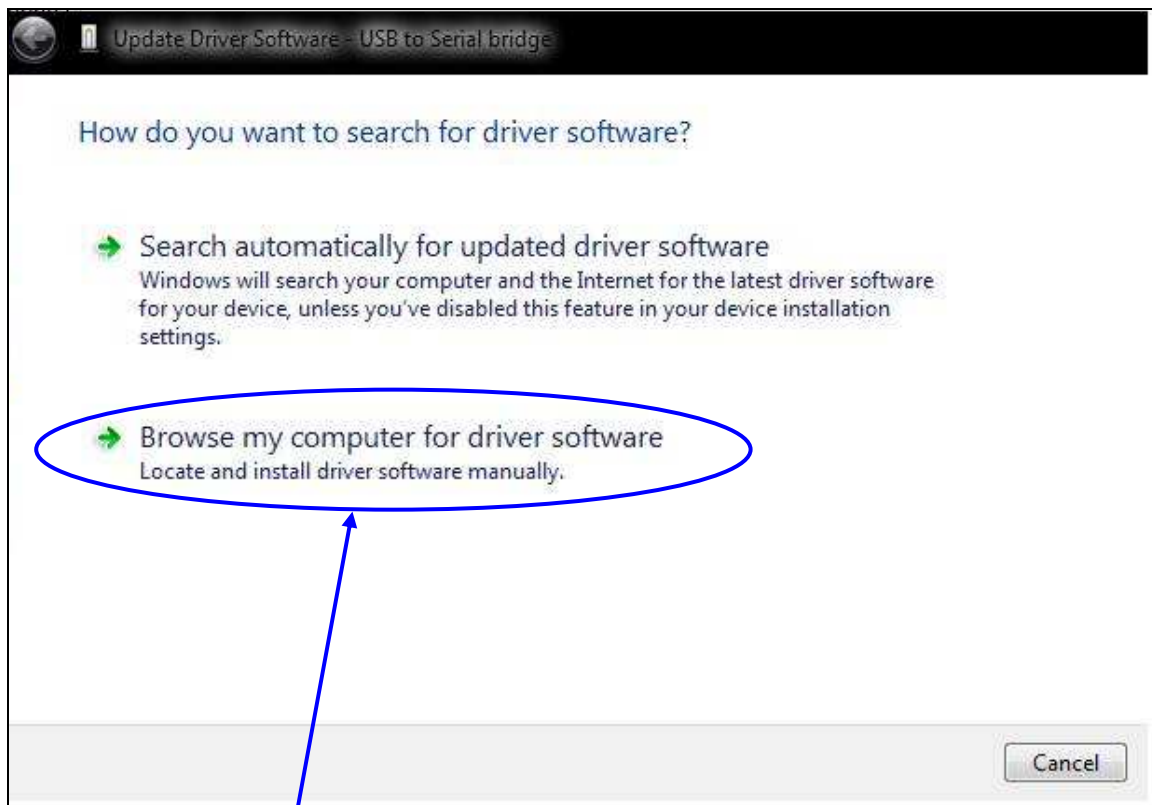 Update Driver Software - USB to Serial bridge
How do you want to search for driver software?
Search automatically for updated driver software
Windows will search your computer and the Internet for the latest driver software
for your device, unless you've disabled this feature in your device installation
settings.
Browse my computer for driver software
Locate and install driver software manually.
Cancel